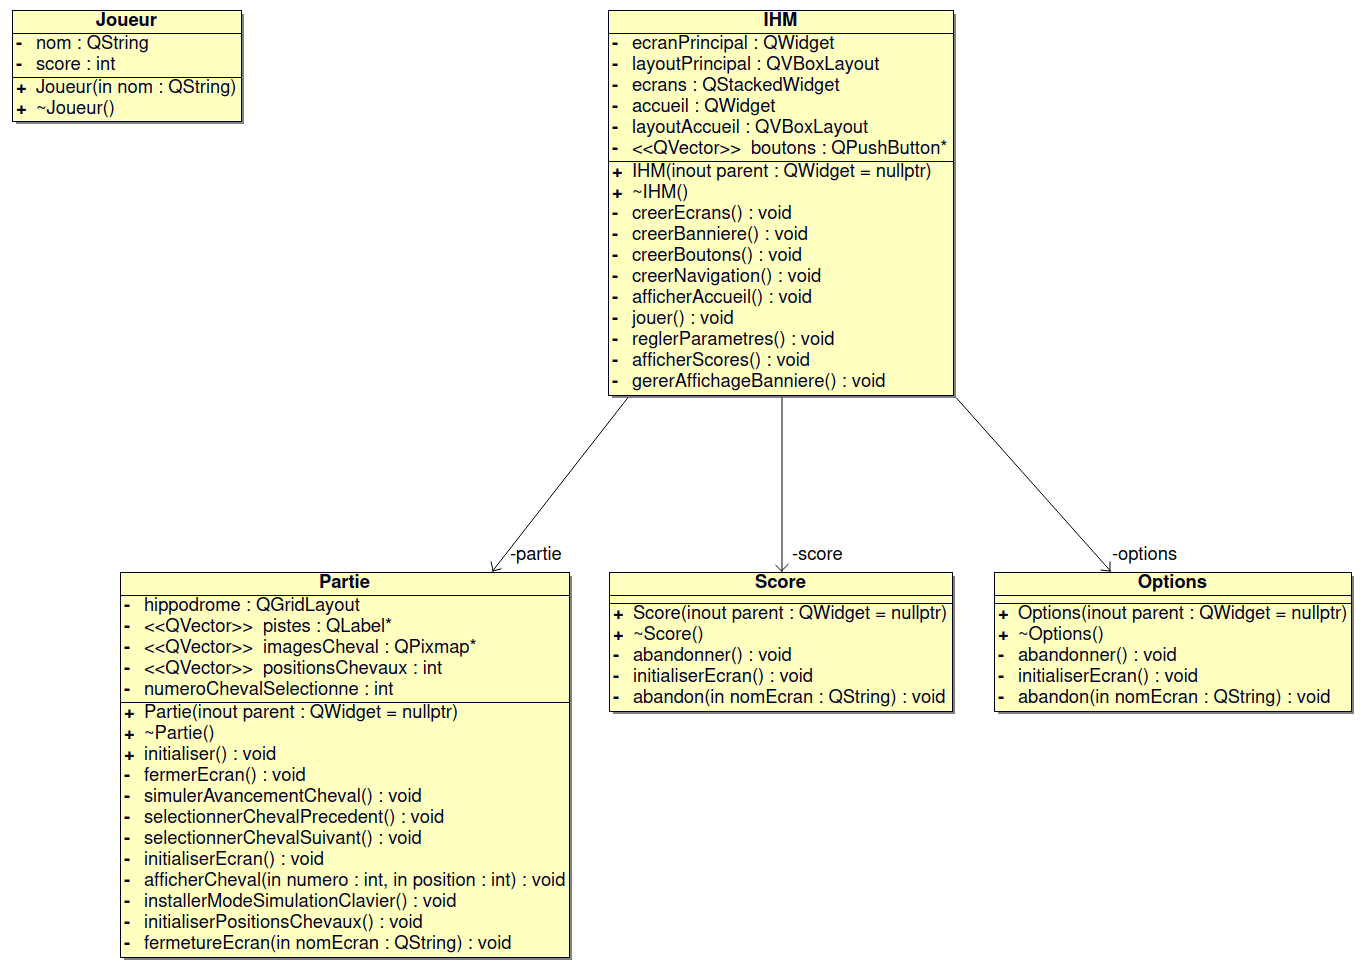 Joueur
- nom : QString
- score : int
+ Joueur(in nom : QString)
+ ~Joueur()
IHM
- ecranPrincipal : QWidget
- layoutPrincipal : QVBoxLayout
- ecrans : QStackedWidget
- accueil : QWidget
- layoutAccueil : QVBoxLayout
- <<QVector>> boutons : QPushButton*
+ IHM(inout parent : QWidget = nullptr)
+ ~IHM()
- creerEcrans() : void
- creerBanniere() : void
- creerBoutons() : void
- creerNavigation() : void
- afficherAccueil() : void
- jouer() : void
- reglerParametres() : void
- afficherScores() : void
- gererAffichageBanniere() : void
-partie
-score
-options
Partie
- hippodrome : QGridLayout
- <<QVector>> pistes : QLabel*
- <<QVector>> imagesCheval : QPixmap*
- <<QVector>> positionsChevaux : int
- numeroChevalSelectionne : int
+ Partie(inout parent : QWidget = nullptr)
+ ~Partie()
+ initialiser() : void
- fermerEcran() : void
- simulerAvancementCheval() : void
- selectionnerChevalPrecedent() : void
- selectionnerChevalSuivant() : void
- initialiserEcran() : void
- afficherCheval(in numero : int, in position : int) : void
- installerModeSimulationClavier() : void
- initialiserPositionsChevaux() : void
- fermetureEcran(in nomEcran : QString) : void
Score
+ Score(inout parent : QWidget = nullptr)
+ ~Score()
- abandonner() : void
- initialiserEcran() : void
- abandon(in nomEcran : QString) : void
Options
+ Options(inout parent : QWidget = nullptr)
+ ~Options()
- abandonner() : void
- initialiserEcran() : void
- abandon(in nomEcran : QString) : void